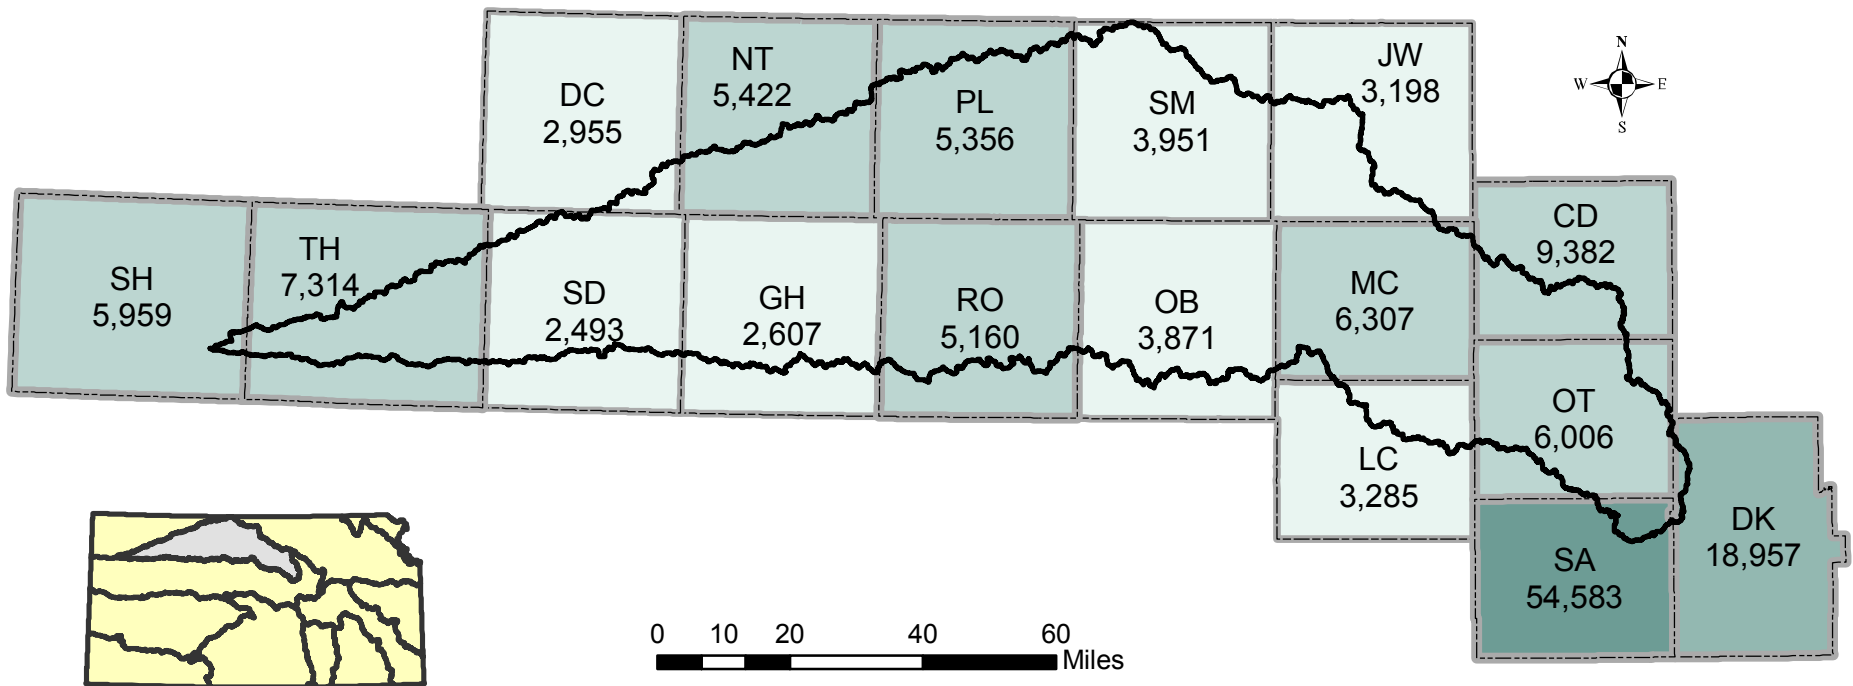 N
W E
S
DC
2,955
NT
5,422
PL
5,356
SM
3,951
JW
3,198
SH
5,959
TH
7,314
SD
2,493
GH
2,607
RO
5,160
OB
3,871
MC
6,307
CD
9,382
LC
3,285
OT
6,006
SA
54,583
DK
18,957
0 10 20 40 60
Miles